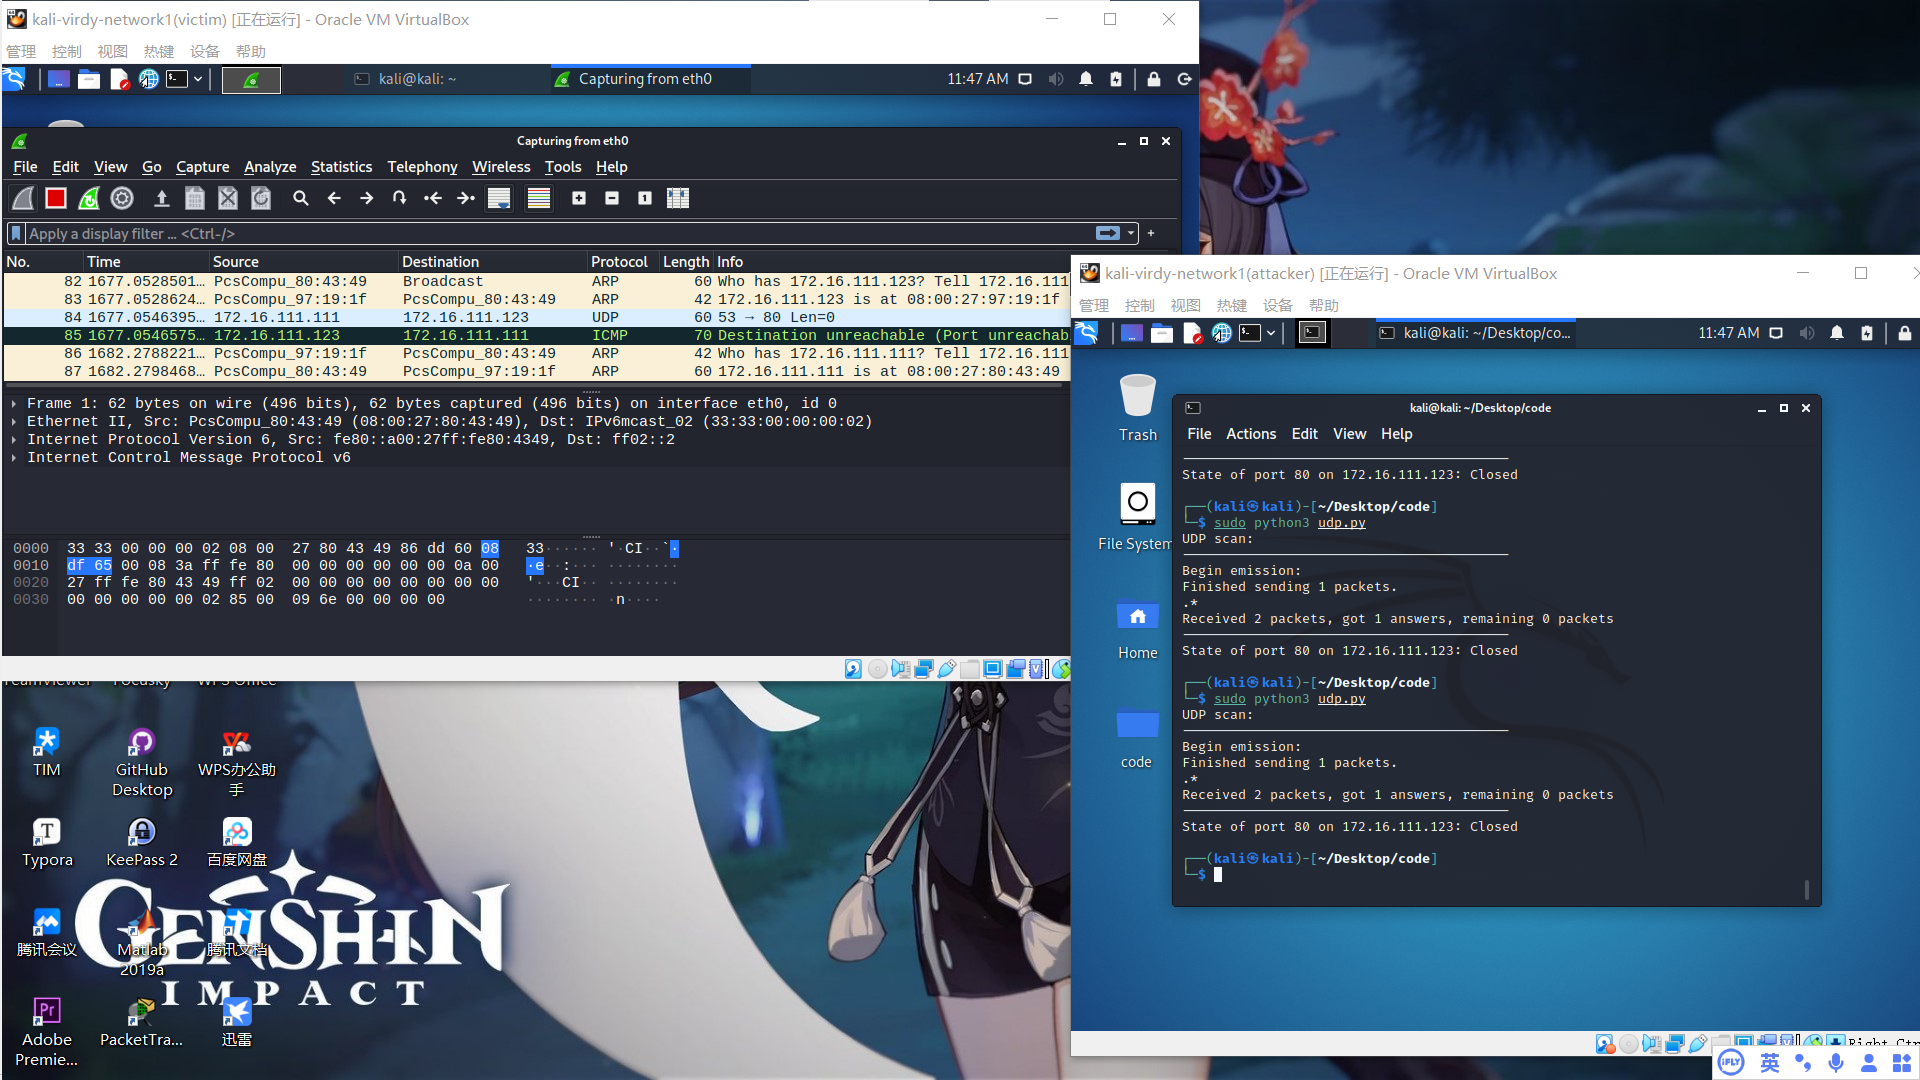 kali-virdy-network1(victim) [正在运行] - Oracle VM VirtualBox
管理 控制 视图 热键 设备 帮助
kali@kali: ~
Capturing from eth0
11:47 AM
Capturing from eth0
File Edit View Go Capture Analyze Statistics Telephony Wireless Tools Help
Apply a display filter … <Ctrl-/>
No. Time Source Destination Protocol Length Info
82 1677.0528501… PcsCompu_80:43:49 Broadcast ARP 60 Who has 172.16.111.123? Tell 172.16.111
83 1677.0528624… PcsCompu_97:19:1f PcsCompu_80:43:49 ARP 42 172.16.111.123 is at 08:00:27:97:19:1f
84 1677.0546395… 172.16.111.111 172.16.111.123 UDP 60 53 → 80 Len=0
85 1677.0546575… 172.16.111.123 172.16.111.111 ICMP 70 Destination unreachable (Port unreachab
86 1682.2788221… PcsCompu_97:19:1f PcsCompu_80:43:49 ARP 42 Who has 172.16.111.111? Tell 172.16.111
87 1682.2798468… PcsCompu_80:43:49 PcsCompu_97:19:1f ARP 60 172.16.111.111 is at 08:00:27:80:43:49
Frame 1: 62 bytes on wire (496 bits), 62 bytes captured (496 bits) on interface eth0, id 0
Ethernet II, Src: PcsCompu_80:43:49 (08:00:27:80:43:49), Dst: IPv6mcast_02 (33:33:00:00:00:02)
Internet Protocol Version 6, Src: fe80::a00:27ff:fe80:4349, Dst: ff02::2
Internet Control Message Protocol v6
0000 33 33 00 00 00 02 08 00 27 80 43 49 86 dd 60 08 33······ '·CI··`·
0010 df 65 00 08 3a ff fe 80 00 00 00 00 00 00 0a 00 ·e··:··· ········
0020 27 ff fe 80 43 49 ff 02 00 00 00 00 00 00 00 00 '···CI·· ········
0030 00 00 00 00 00 02 85 00 09 6e 00 00 00 00 ········ ·n····
kali-virdy-network1(attacker) [正在运行] - Oracle VM VirtualBox
管理 控制 视图 热键 设备 帮助
kali@kali: ~/Desktop/co…
11:47 AM
Trash
File System
Home
code
kali@kali: ~/Desktop/code
File Actions Edit View Help
State of port 80 on 172.16.111.123: Closed
┌──(kali㉿kali)-[~/Desktop/code]
└─$ sudo python3 udp.py
UDP scan:
Begin emission:
Finished sending 1 packets.
.*
Received 2 packets, got 1 answers, remaining 0 packets
State of port 80 on 172.16.111.123: Closed
┌──(kali㉿kali)-[~/Desktop/code]
└─$ sudo python3 udp.py
UDP scan:
Begin emission:
Finished sending 1 packets.
.*
Received 2 packets, got 1 answers, remaining 0 packets
State of port 80 on 172.16.111.123: Closed
┌──(kali㉿kali)-[~/Desktop/code]
└─$
Right Ctr
iFLY 英
TeamViewer Focusky WPS Office
TIM
GitHub Desktop
WPS办公助手
Typora
KeePass 2
百度网盘
腾讯会议
Matlab 2019a
腾讯文档
Adobe Premie...
PacketTra...
迅雷
GENSHIN
IMPACT